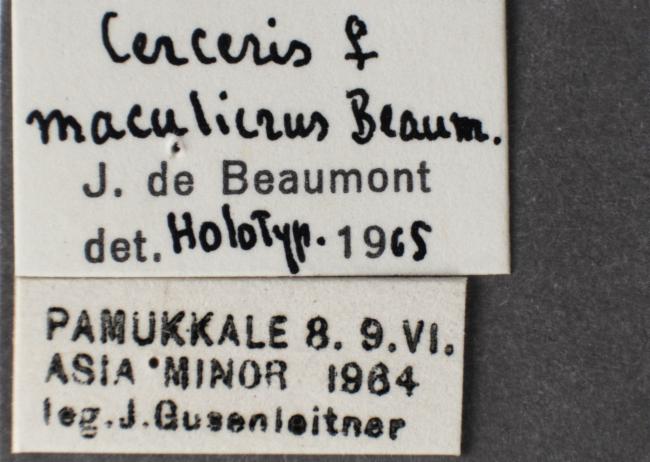 Cerceris ♀
maculicrus Beaum.
J. de Beaumont
det. Holotyp. 1965
PAMUKKALE 8. 9.VI.
ASIA MINOR 1964
leg. J. Gusenleitner